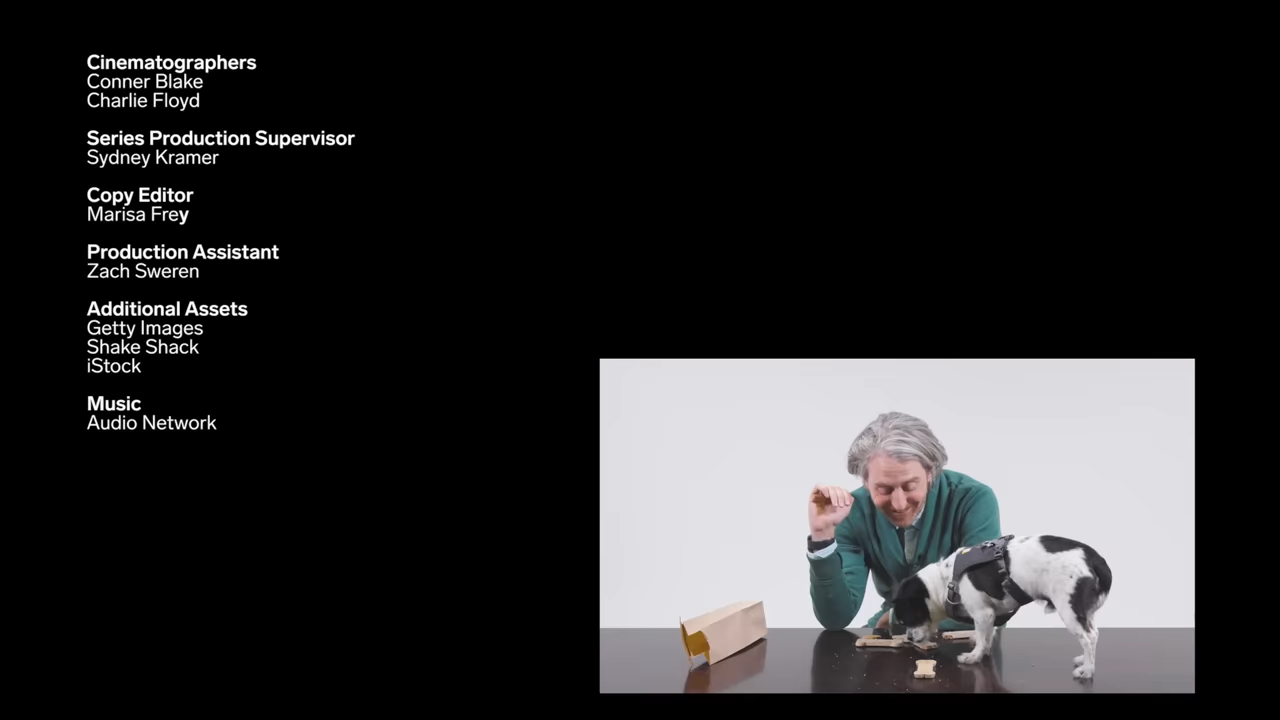 Cinematographers
Conner Blake
Charlie Floyd
Series Production Supervisor
Sydney Kramer
Copy Editor
Marisa Frey
Production Assistant
Zach Sweren
Additional Assets
Getty Images
Shake Shack
iStock
Music
Audio Network